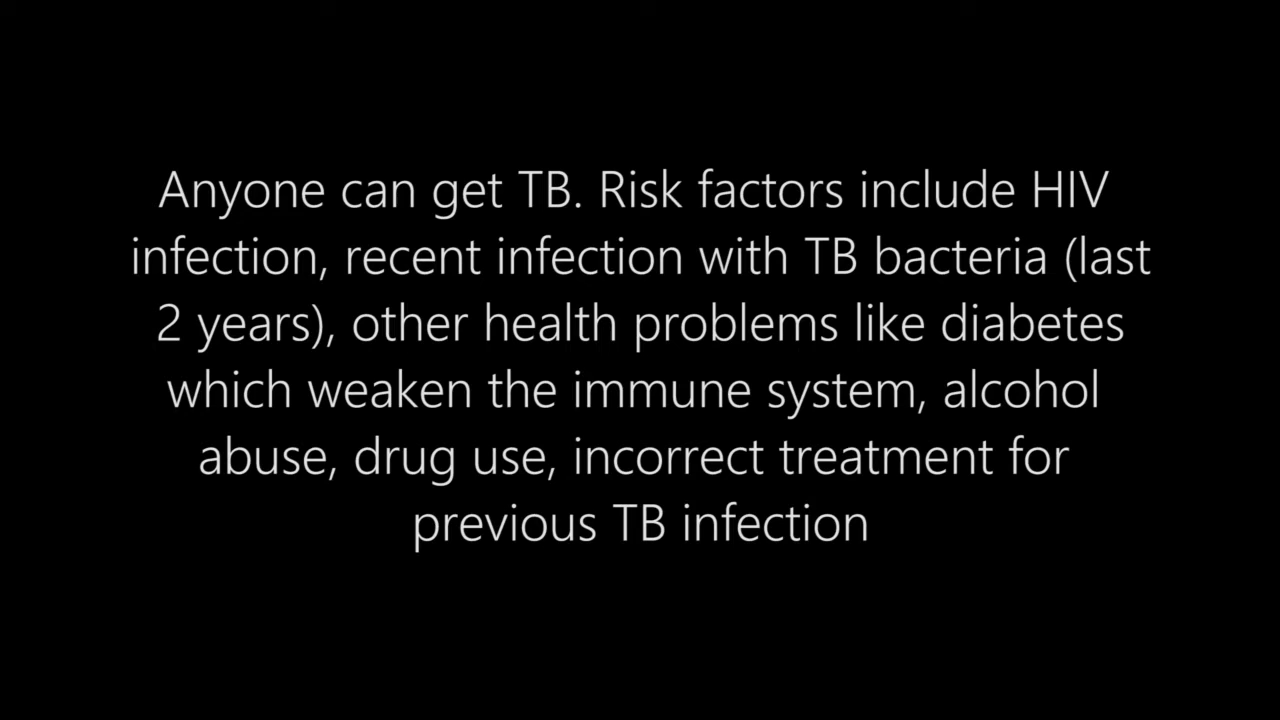 Anyone can get TB. Risk factors include HIV
infection, recent infection with TB bacteria (last
2 years), other health problems like diabetes
which weaken the immune system, alcohol
abuse, drug use, incorrect treatment for
previous TB infection